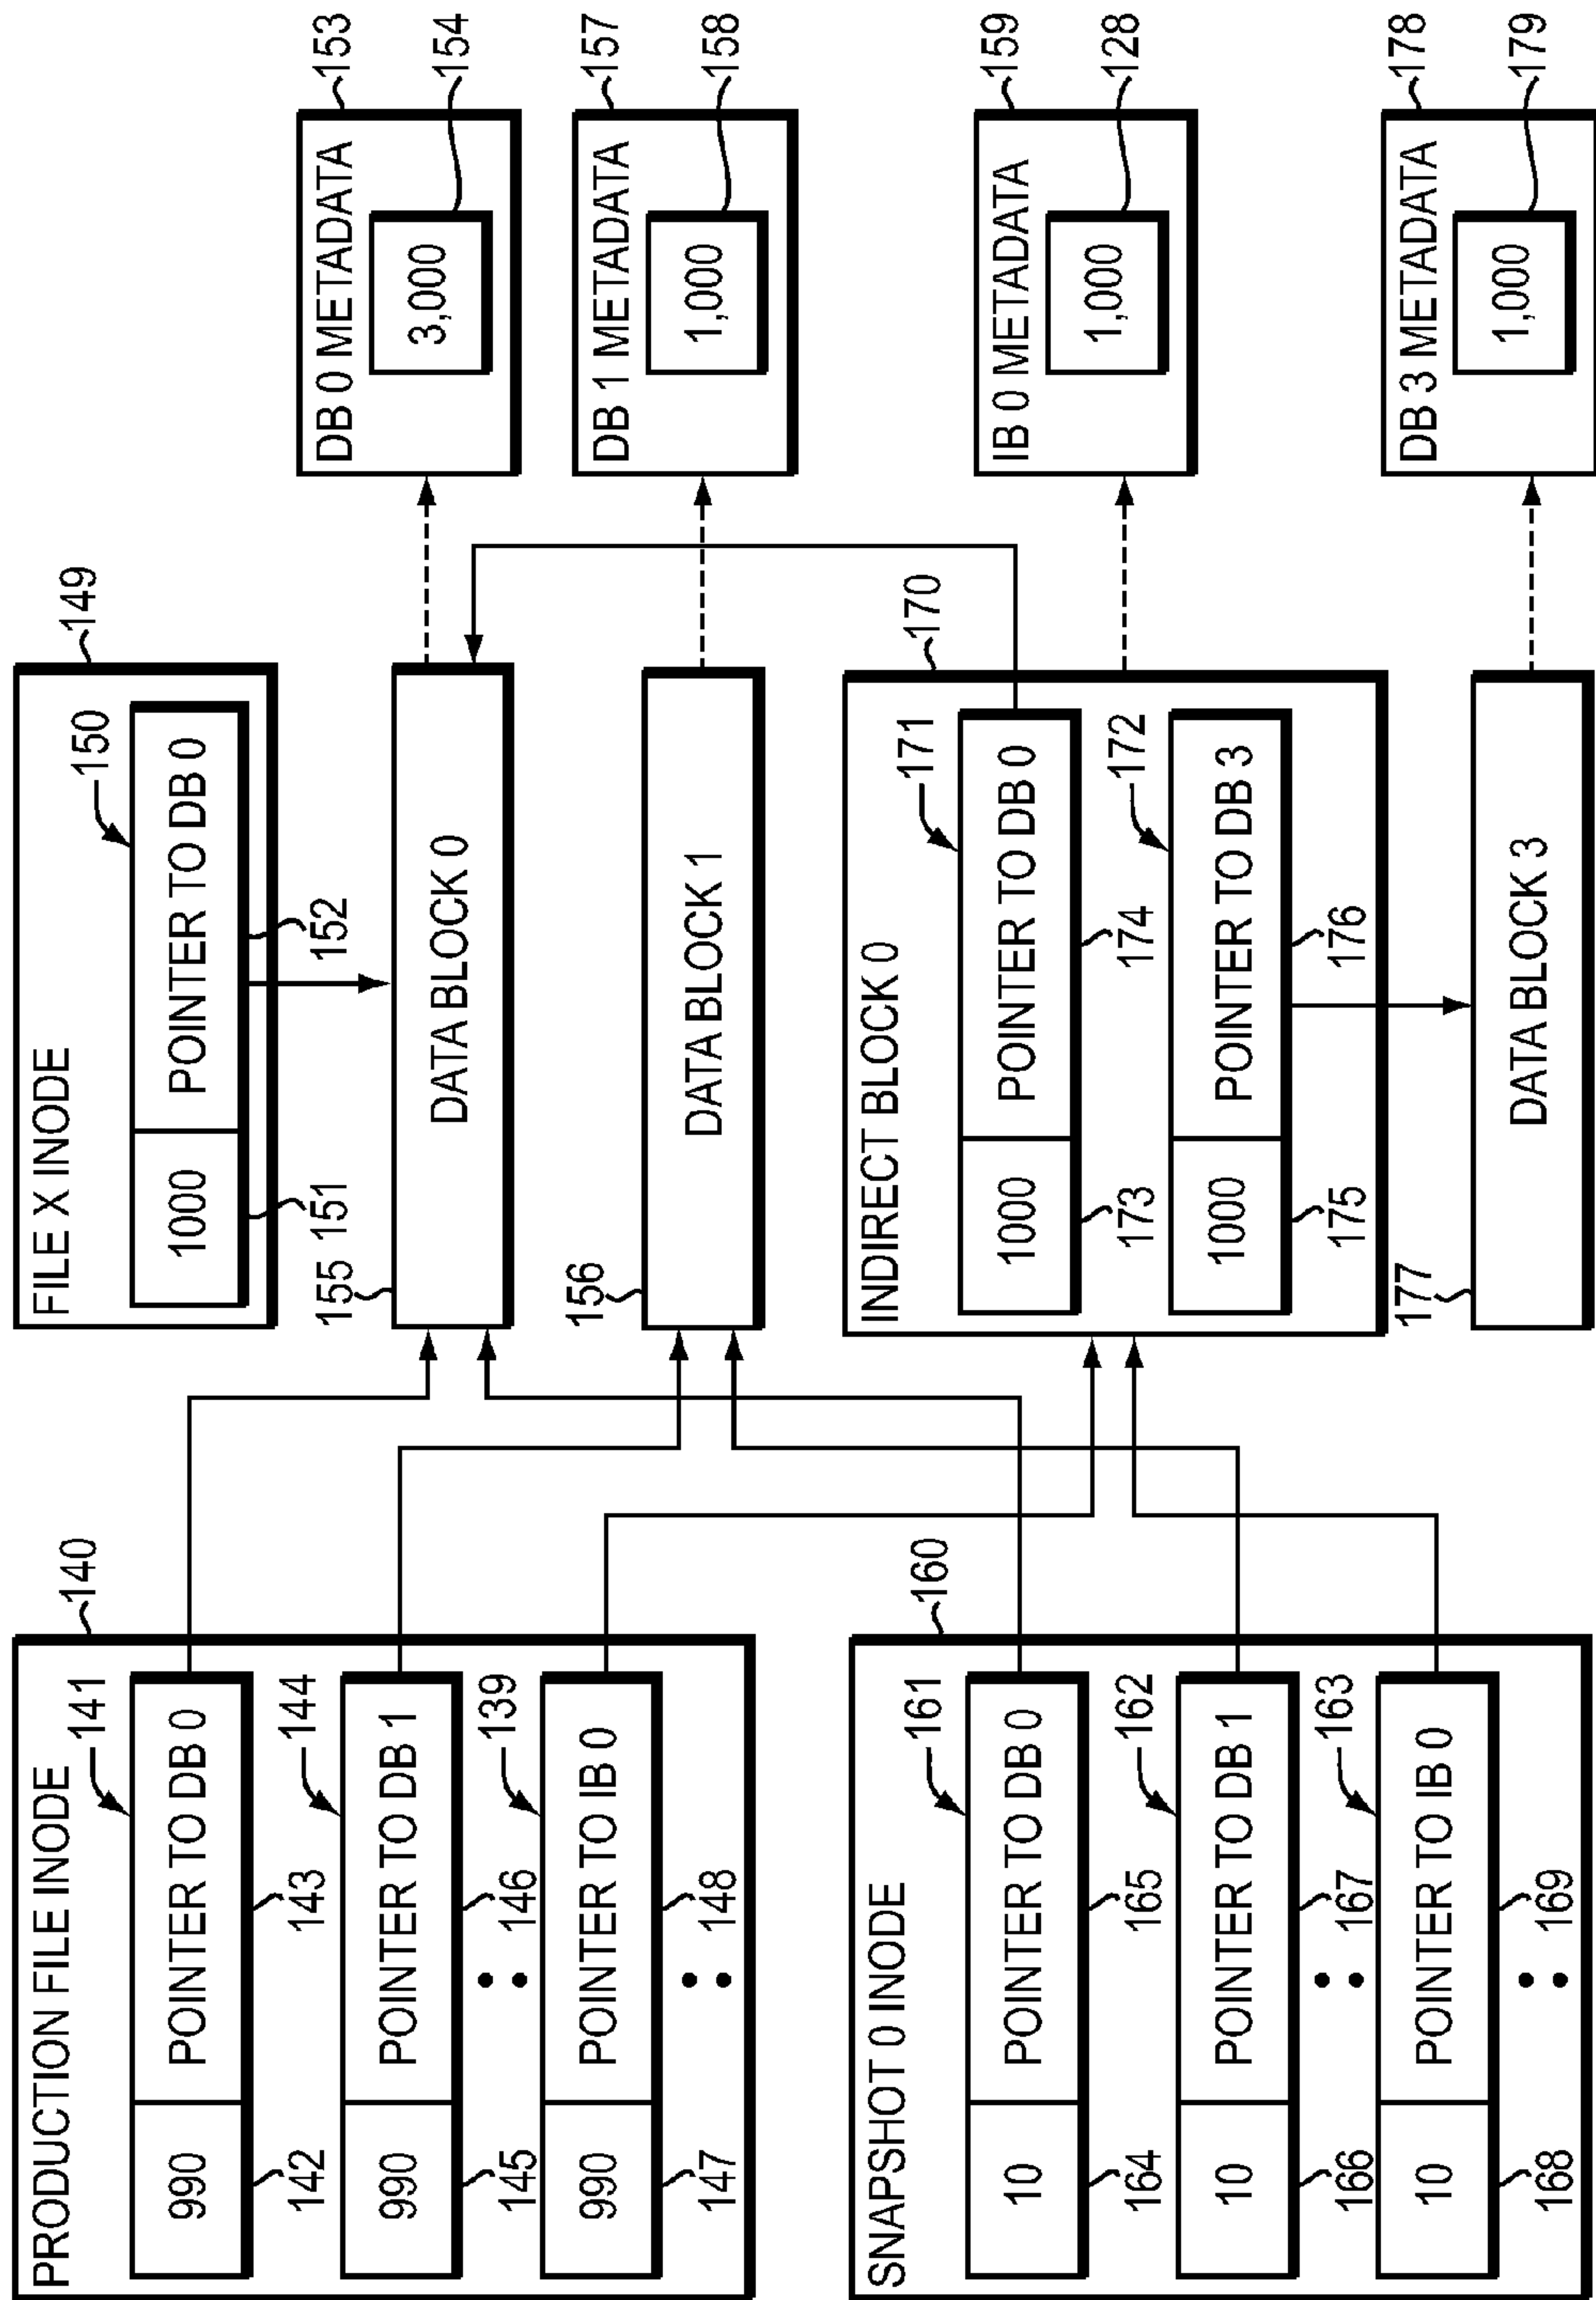 PRODUCTION FILE INODE
140
141
990
POINTER TO DB 0
142
143
144
990
POINTER TO DB 1
145
146
139
990
POINTER TO IB 0
147
148
SNAPSHOT 0 INODE
160
161
10
POINTER TO DB 0
164
165
162
10
POINTER TO DB 1
166
167
163
10
POINTER TO IB 0
168
169
FILE X INODE
149
150
1000
POINTER TO DB 0
151
152
155
DATA BLOCK 0
156
DATA BLOCK 1
INDIRECT BLOCK 0
170
171
1000
POINTER TO DB 0
173
174
172
1000
POINTER TO DB 3
175
176
177
DATA BLOCK 3
DB 0 METADATA
153
3,000
154
DB 1 METADATA
157
1,000
158
IB 0 METADATA
159
1,000
128
DB 3 METADATA
178
1,000
179